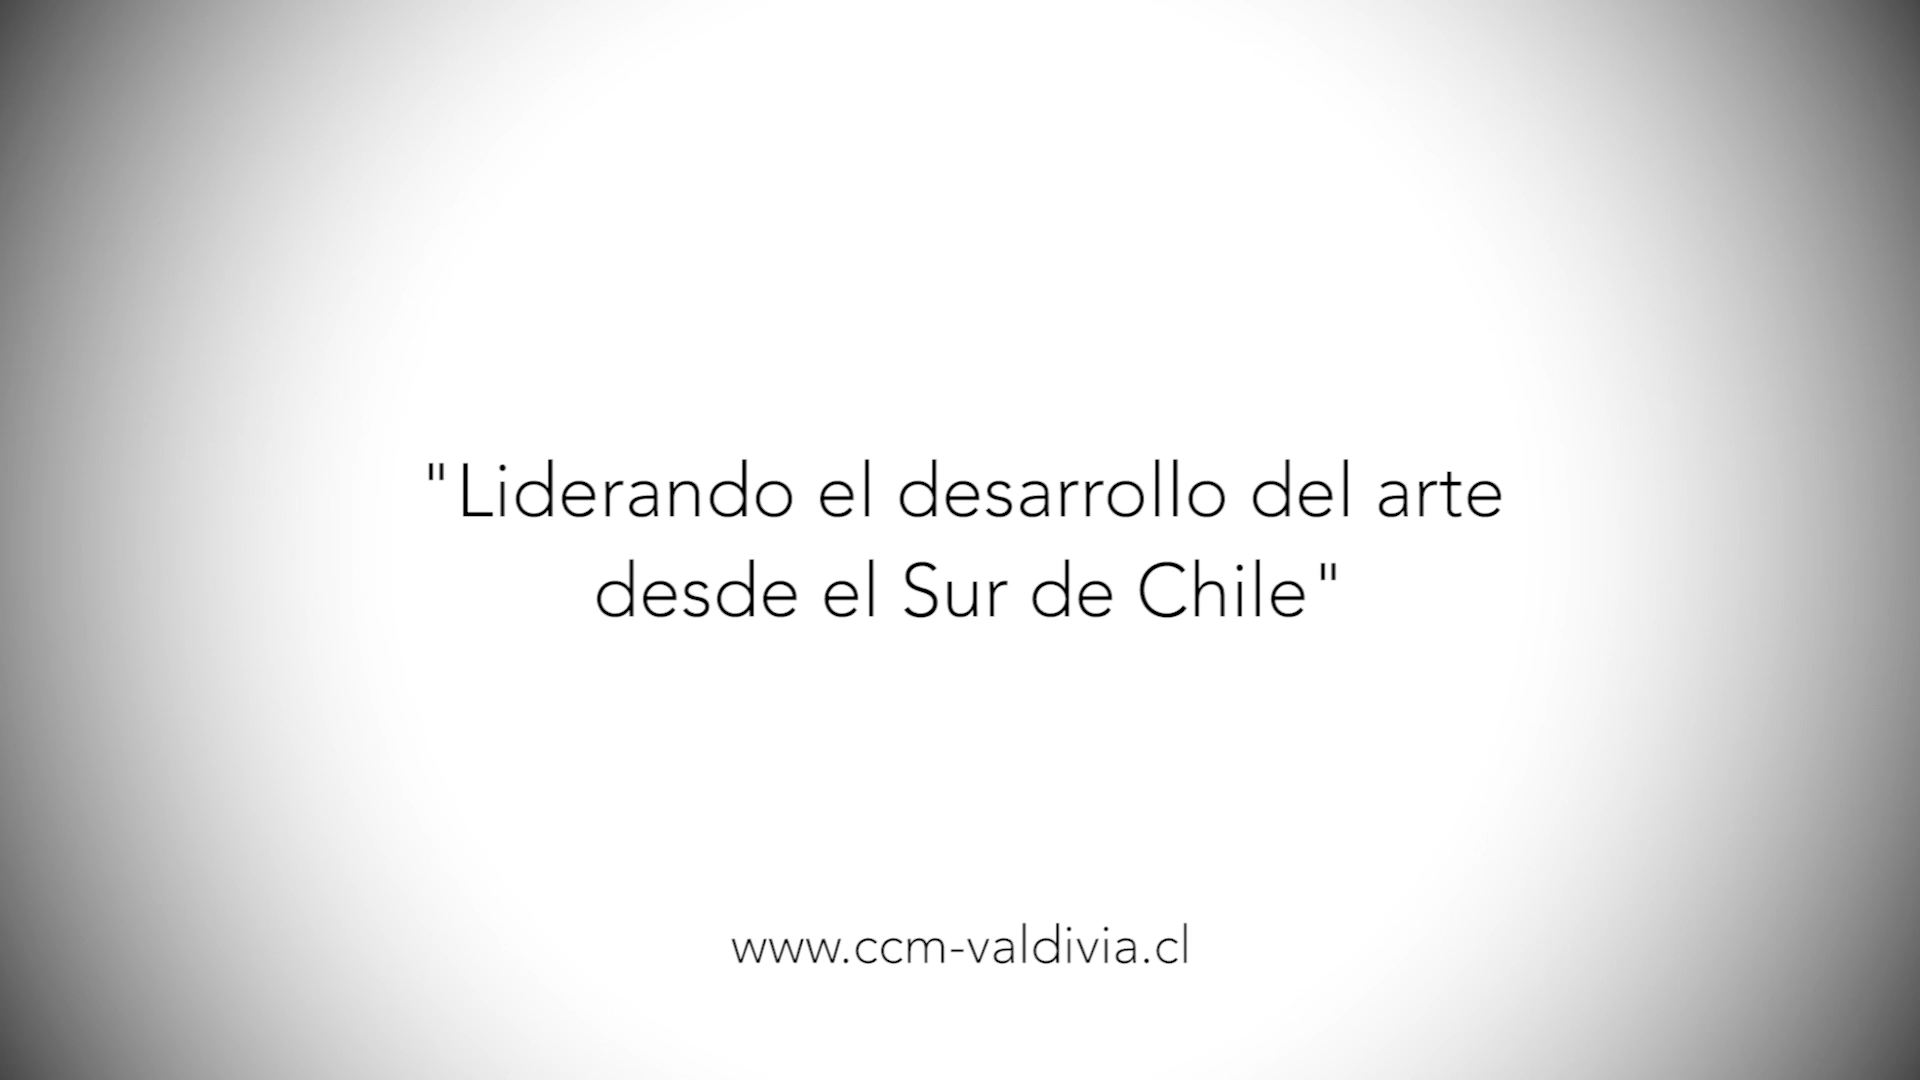 "Liderando el desarrollo del arte
desde el Sur de Chile"
www.ccm-valdivia.cl